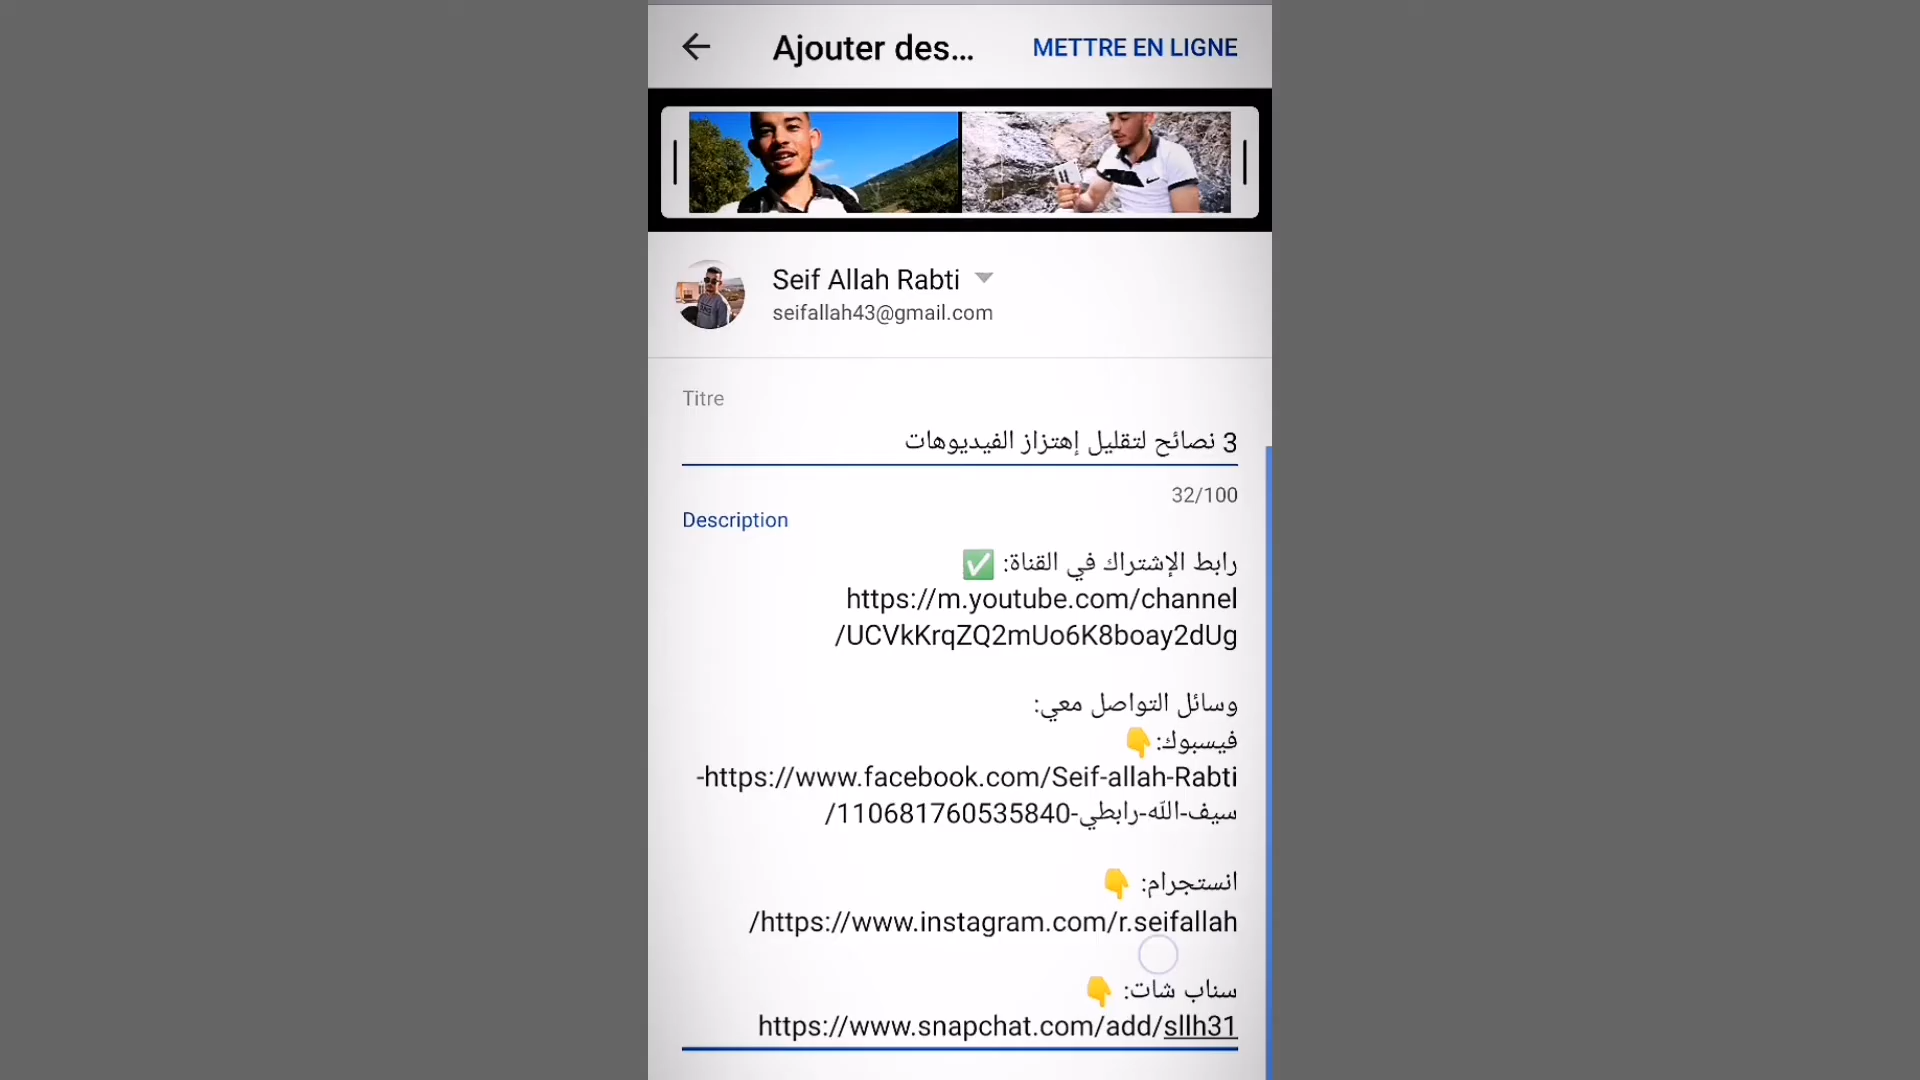 Ajouter des...
METTRE EN LIGNE
Seif Allah Rabti
seifallah43@gmail.com
Titre
3 نصائح لتقليل إهتزاز الفيديوهات
32/100
Description
رابط الإشتراك في القناة: ✅
https://m.youtube.com/channel
/UCVkKrqZQ2mUo6K8boay2dUg
وسائل التواصل معي:
فيسبوك:👇
https://www.facebook.com/Seif-allah-Rabti-
سيف-الله-رابطي-110681760535840/
انستجرام: 👇
https://www.instagram.com/r.seifallah/
سناب شات: 👇
https://www.snapchat.com/add/sllh31